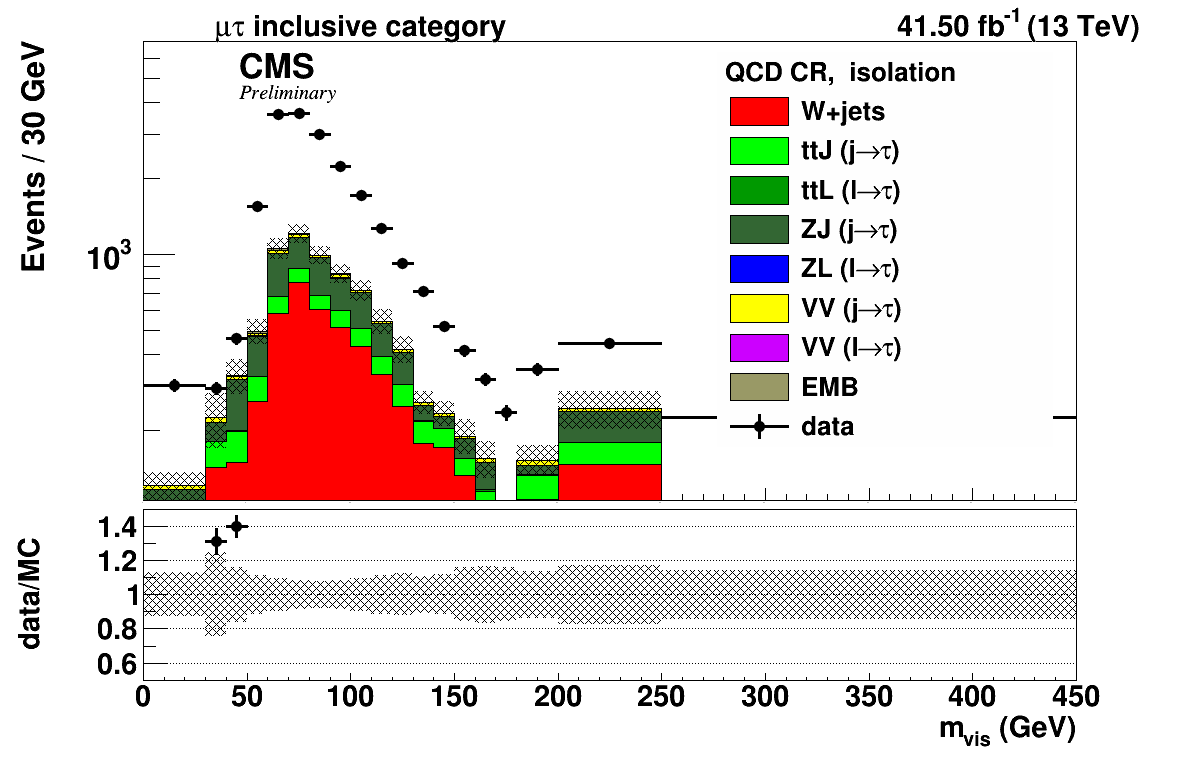 μτ inclusive category
41.50 fb-1 (13 TeV)
CMS
Preliminary
QCD CR, isolation
W+jets
ttJ (j→τ)
ttL (l→τ)
ZJ (j→τ)
ZL (l→τ)
VV (j→τ)
VV (l→τ)
EMB
data
Events / 30 GeV
10³
data/MC
1.4
1.2
1
0.8
0.6
0 50 100 150 200 250 300 350 400 450
mvis (GeV)